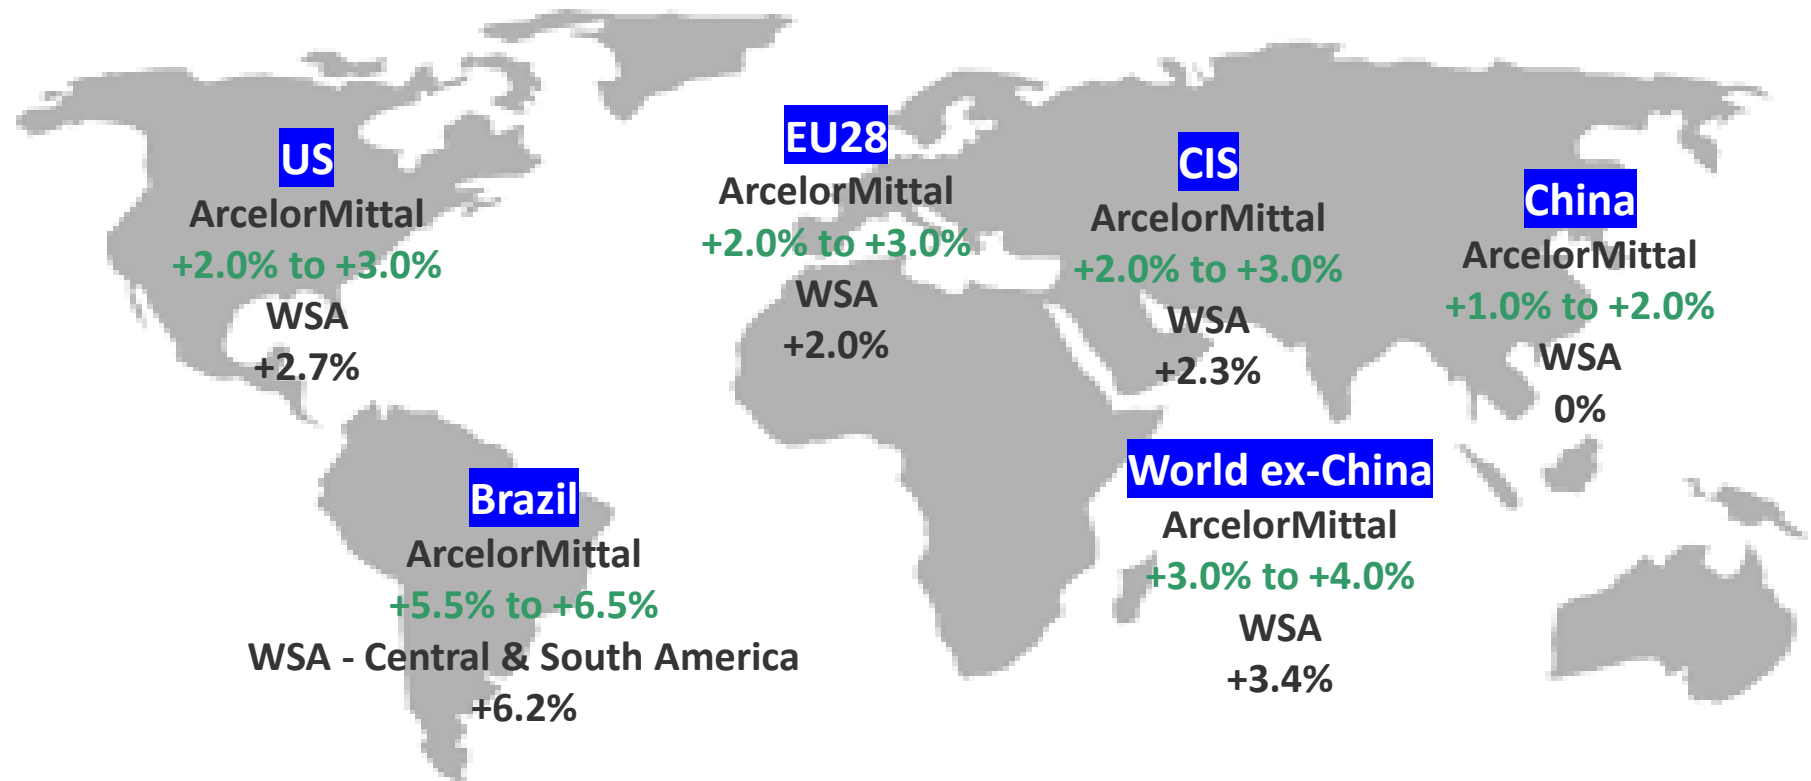 US
ArcelorMittal
+2.0% to +3.0%
WSA
+2.7%
EU28
ArcelorMittal
+2.0% to +3.0%
WSA
+2.0%
CIS
ArcelorMittal
+2.0% to +3.0%
WSA
+2.3%
China
ArcelorMittal
+1.0% to +2.0%
WSA
0%
Brazil
ArcelorMittal
+5.5% to +6.5%
WSA - Central & South America
+6.2%
World ex-China
ArcelorMittal
+3.0% to +4.0%
WSA
+3.4%